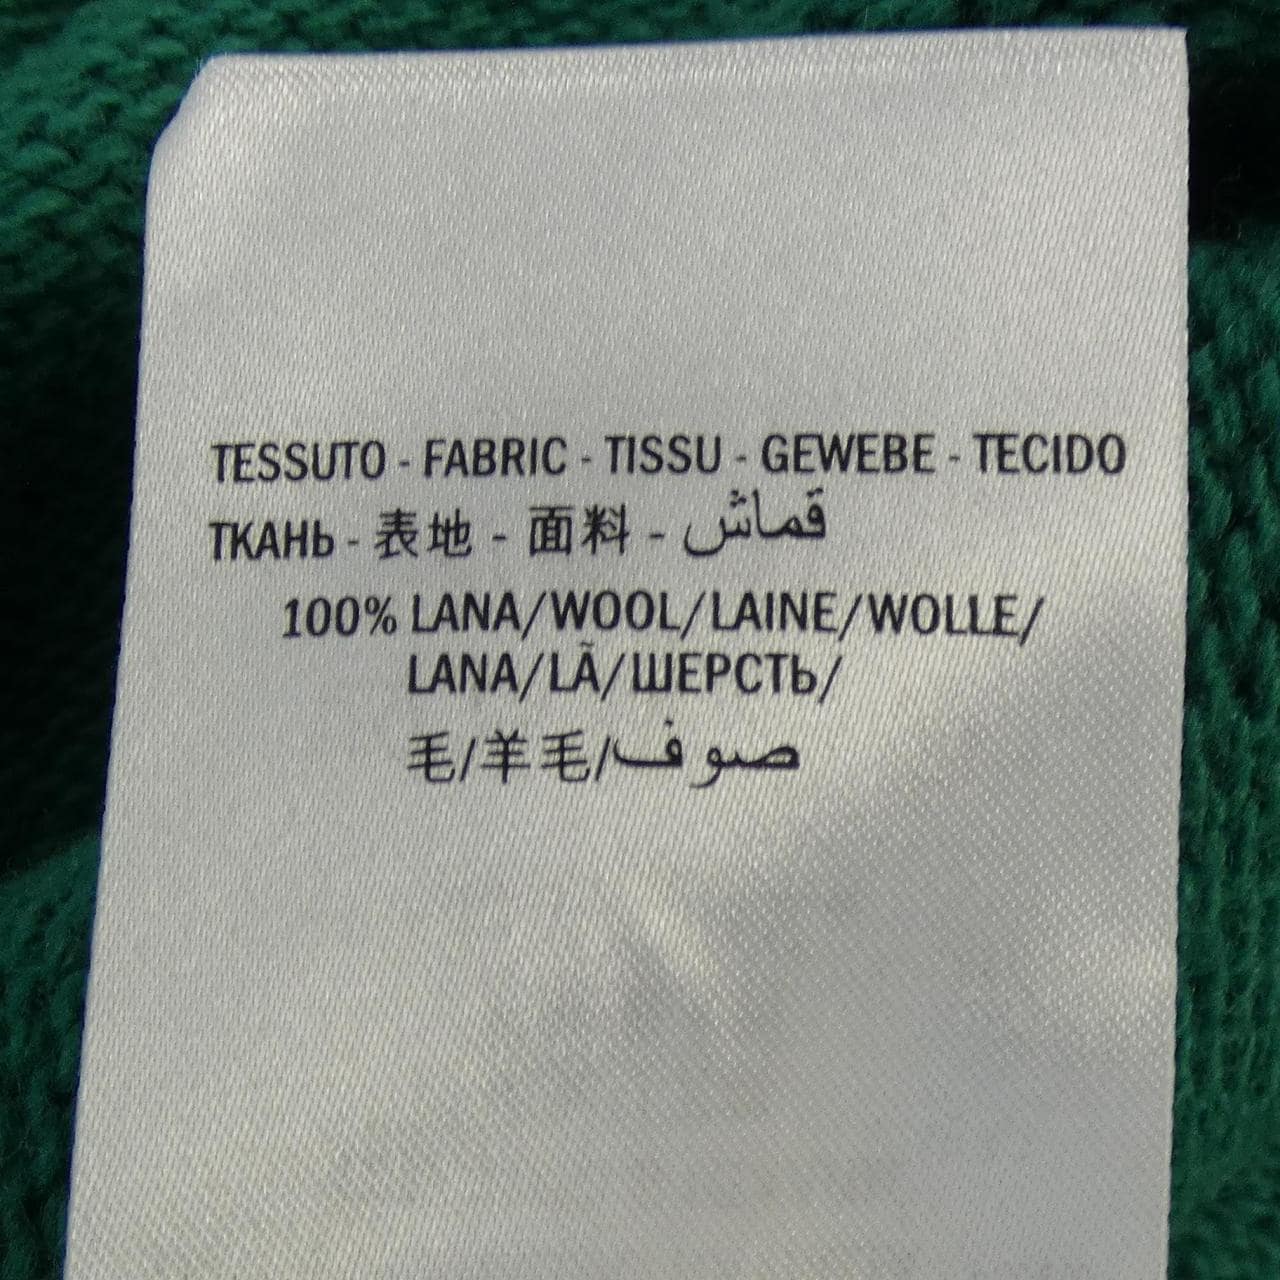 TESSUTO - FABRIC - TISSU - GEWEBE - TECIDO
ТКАНЬ - 表地 - 面料 - قماش
100% LANA/WOOL/LAINE/WOLLE/
LANA/LÃ/ШЕРСТЬ/
毛/羊毛/صوف